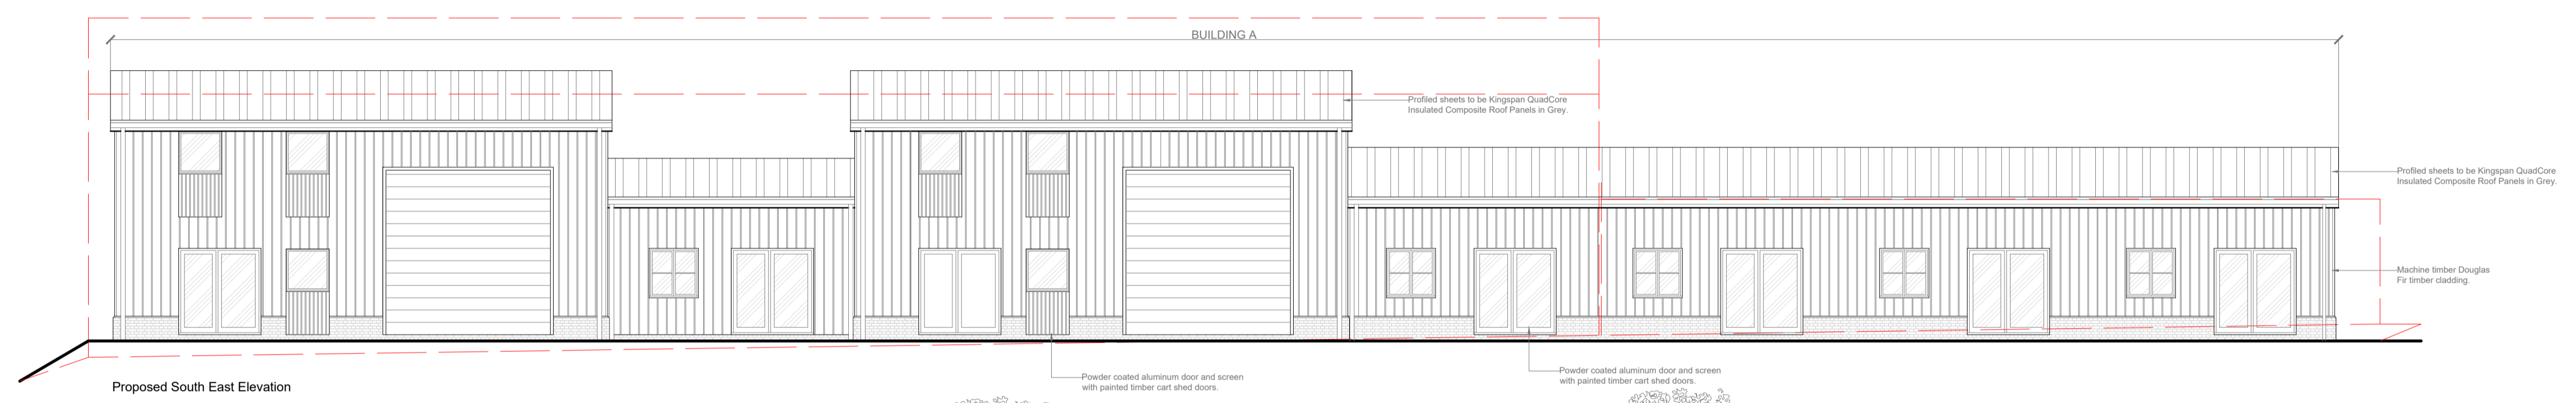 BUILDING A
Profiled sheets to be Kingspan QuadCore
Insulated Composite Roof Panels in Grey.
Profiled sheets to be Kingspan QuadCore
Insulated Composite Roof Panels in Grey.
Machine timber Douglas
Fir timber cladding.
Powder coated aluminum door and screen
with painted timber cart shed doors.
Powder coated aluminum door and screen
with painted timber cart shed doors.
Proposed South East Elevation